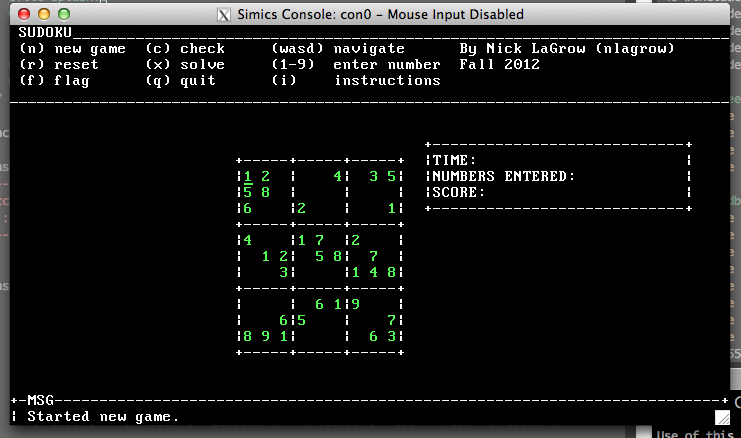 Simics Console: con0 - Mouse Input Disabled
SUDOKU
(n) new game (c) check (wasd) navigate By Nick LaGrow (nlagrow)
(r) reset (x) solve (1-9) enter number Fall 2012
(f) flag (q) quit (i) instructions
+-----+-----+-----+
|1 2 |    4|  3 5|
|5 8 |     |     |
|6    |2    |    1|
+-----+-----+-----+
|4    |1 7 |2    |
|  1 2|  5 8|  7 |
|    3|     |1 4 8|
+-----+-----+-----+
|     |  6 1|9    |
|    6|5    |    7|
|8 9 1|     |  6 3|
+-----+-----+-----+
TIME:
NUMBERS ENTERED:
SCORE:
MSG
Started new game.
Use of this